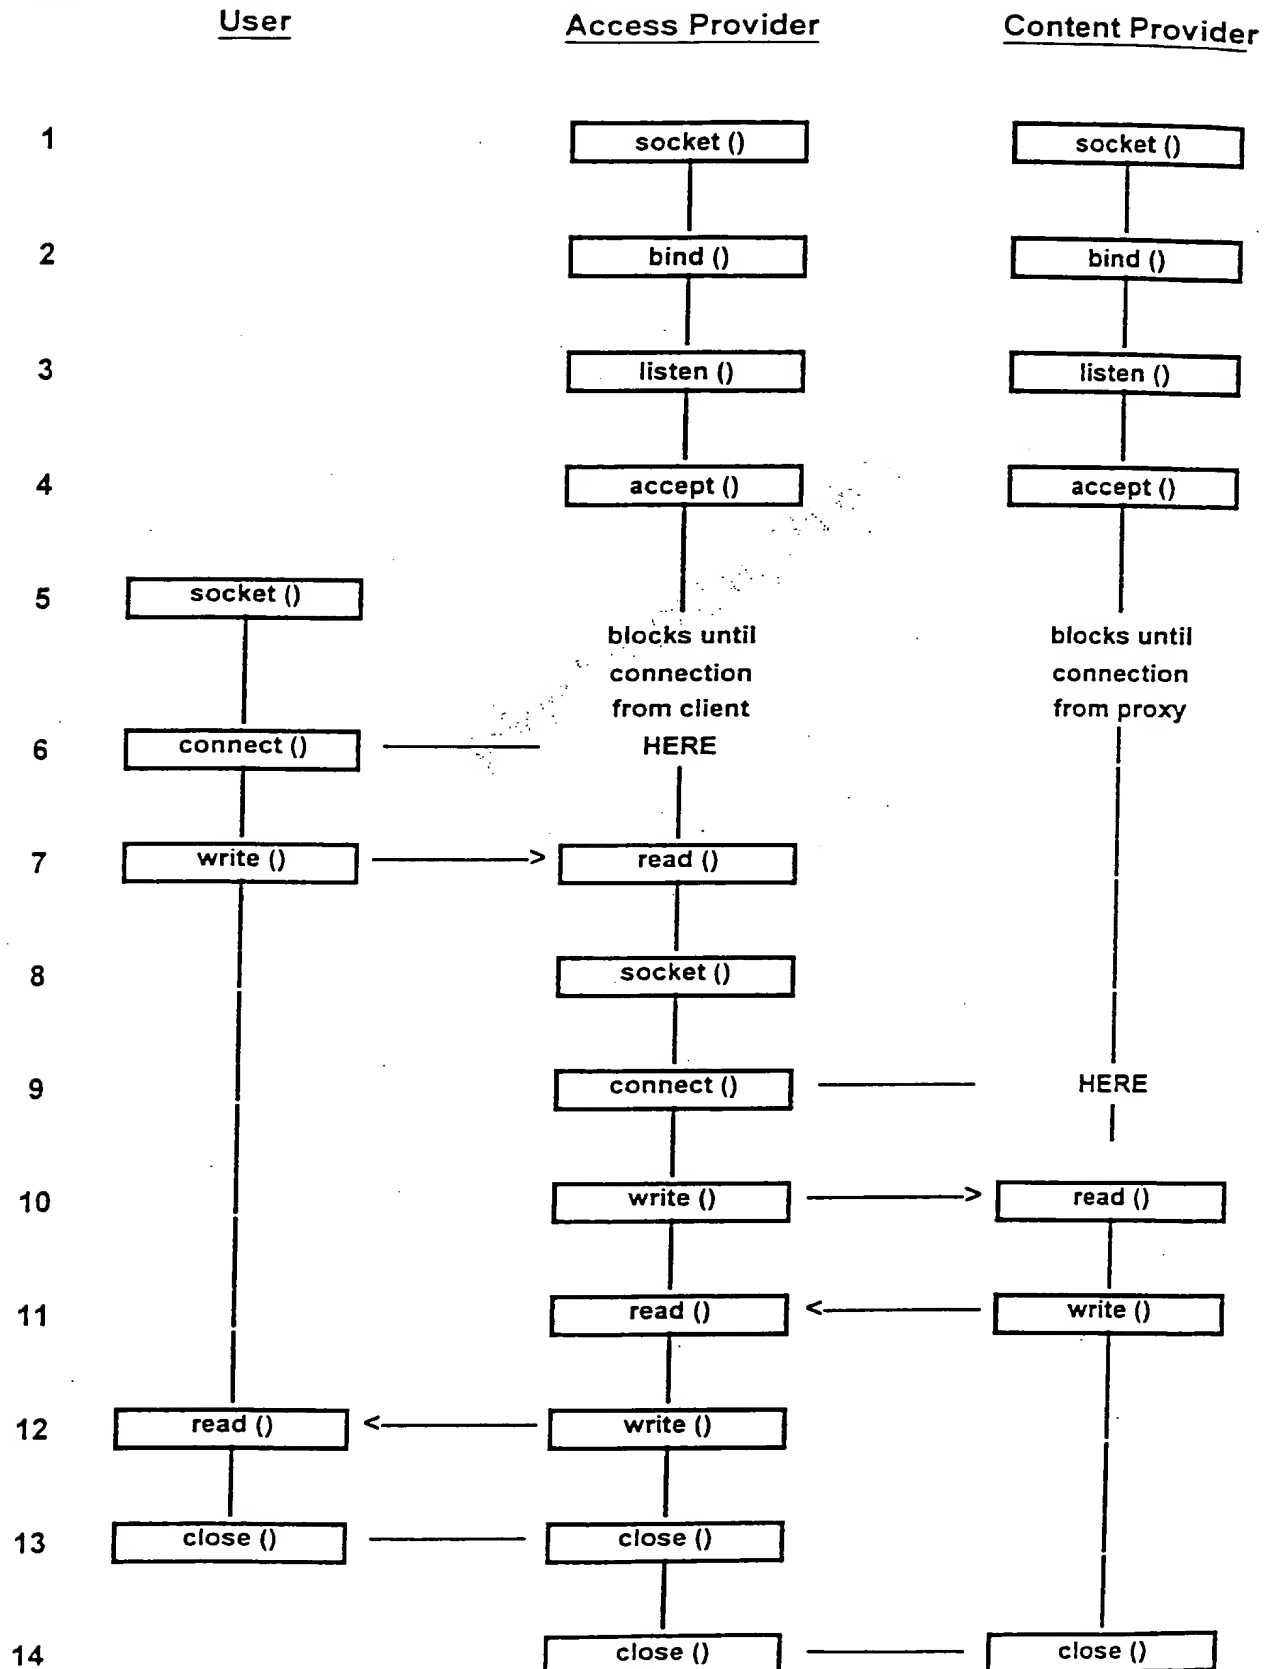 User Access Provider Content Provider
1 socket () socket ()
2 bind () bind ()
3 listen () listen ()
4 accept () accept ()
5 socket ()
blocks until blocks until
connection connection
from client from proxy
6 connect () HERE
7 write () > read ()
8 socket ()
9 connect () HERE
10 write () > read ()
11 read () < write ()
12 read () < write ()
13 close () close ()
14 close () close ()